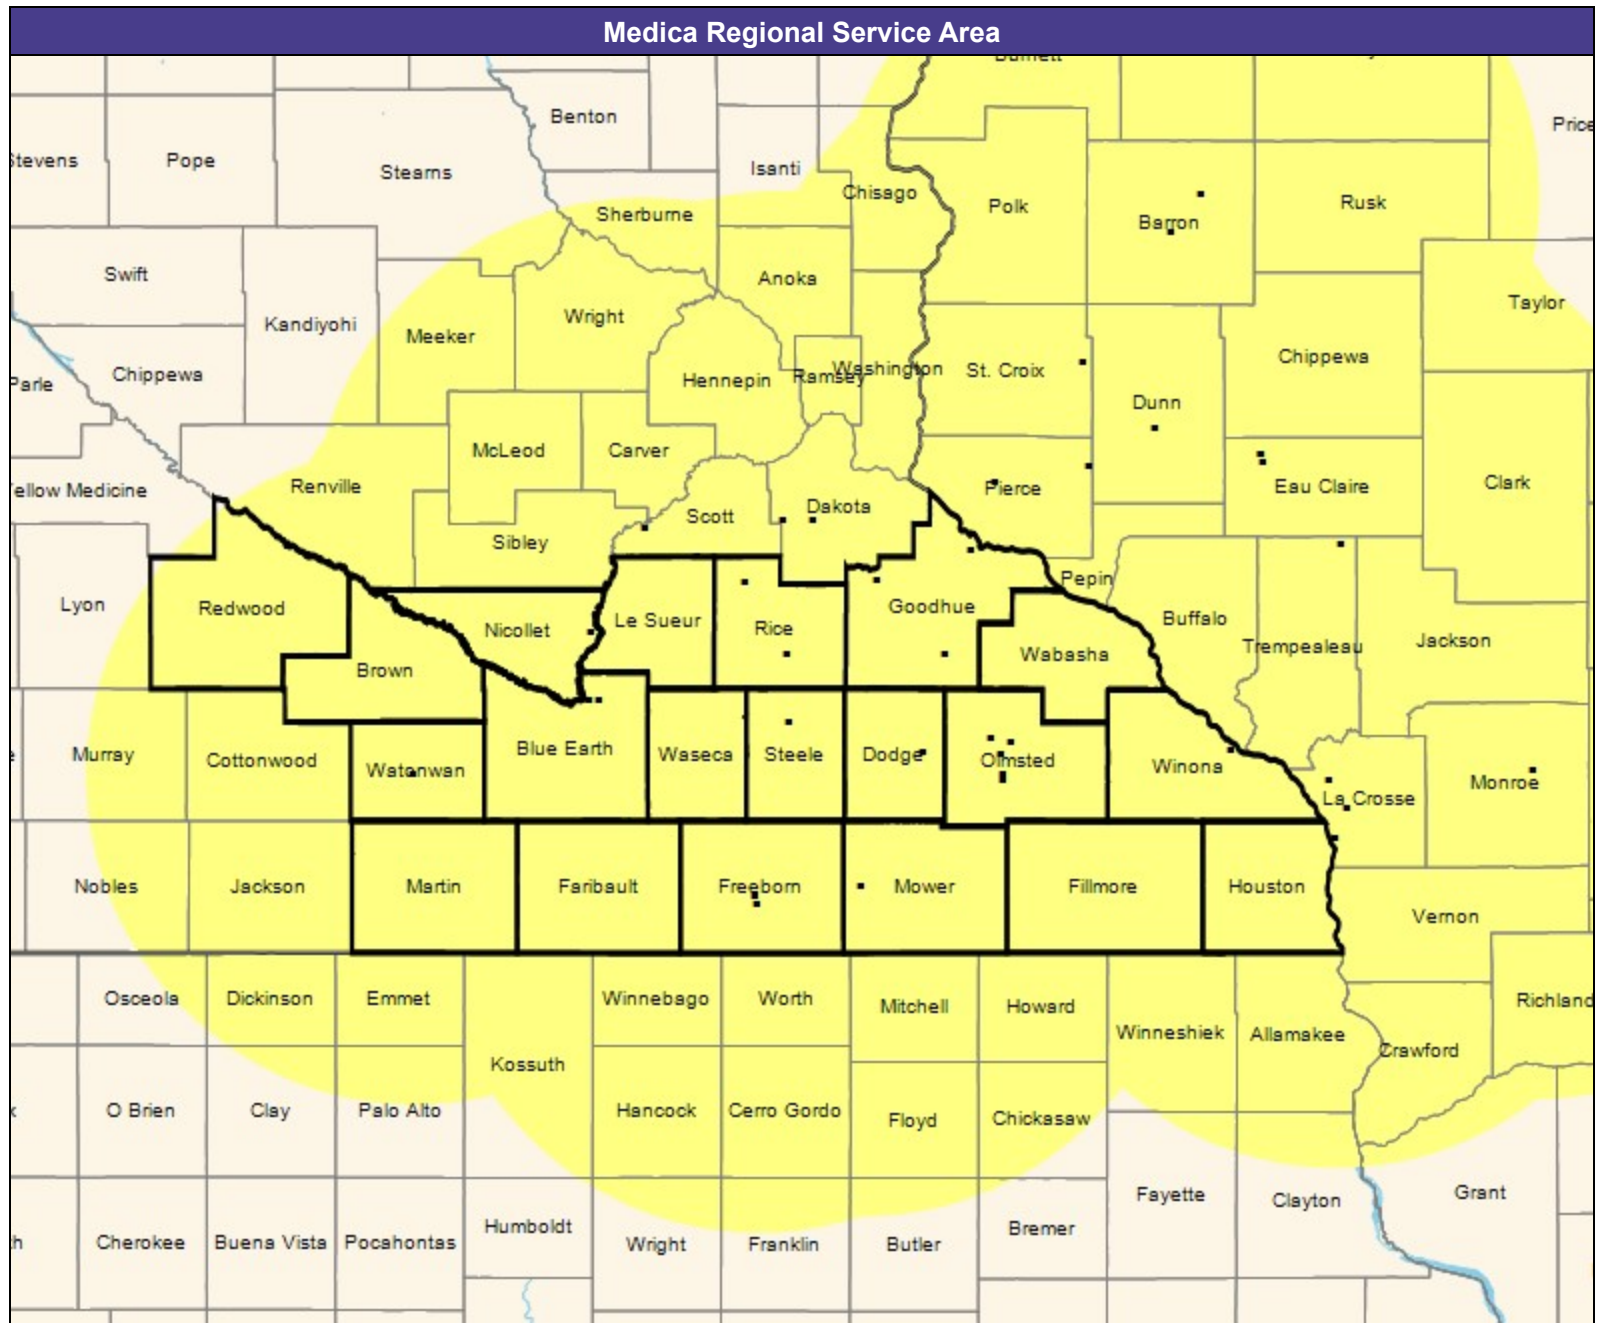 Medica Regional Service Area
Burnett
Benton
Price
Stevens
Pope
Stearns
Isanti
Chisago
Polk
Barron
Rusk
Sherburne
Swift
Anoka
Taylor
Kandiyohi
Meeker
Wright
Chippewa
Parle
Chippewa
Hennepin
Ramsey
Washington
St. Croix
Dunn
McLeod
Carver
Yellow Medicine
Renville
Pierce
Eau Claire
Clark
Scott
Dakota
Sibley
Pepin
Lyon
Redwood
Nicollet
Le Sueur
Rice
Goodhue
Buffalo
Trempealeau
Jackson
Brown
Wabasha
Murray
Cottonwood
Watonwan
Blue Earth
Waseca
Steele
Dodge
Olmsted
Winona
La Crosse
Monroe
Nobles
Jackson
Martin
Faribault
Freeborn
Mower
Fillmore
Houston
Vernon
Osceola
Dickinson
Emmet
Winnebago
Worth
Mitchell
Howard
Richland
Winneshiek
Allamakee
Crawford
Kossuth
O Brien
Clay
Palo Alto
Hancock
Cerro Gordo
Floyd
Chickasaw
Fayette
Clayton
Grant
Cherokee
Buena Vista
Pocahontas
Humboldt
Wright
Franklin
Butler
Bremer